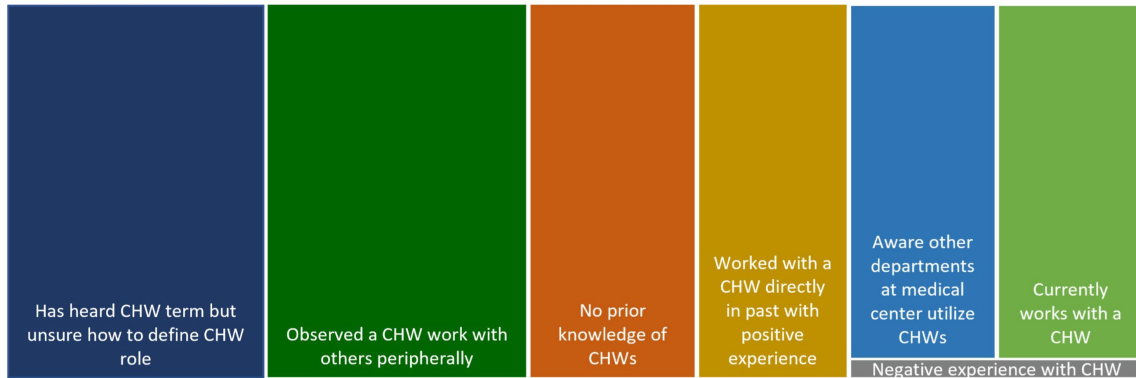 Has heard CHW term but
unsure how to define CHW
role
Observed a CHW work with
others peripherally
No prior
knowledge of
CHWs
Worked with a
CHW directly
in past with
positive
experience
Aware other
departments
at medical
center utilize
CHWs
Currently
works with a
CHW
Negative experience with CHW